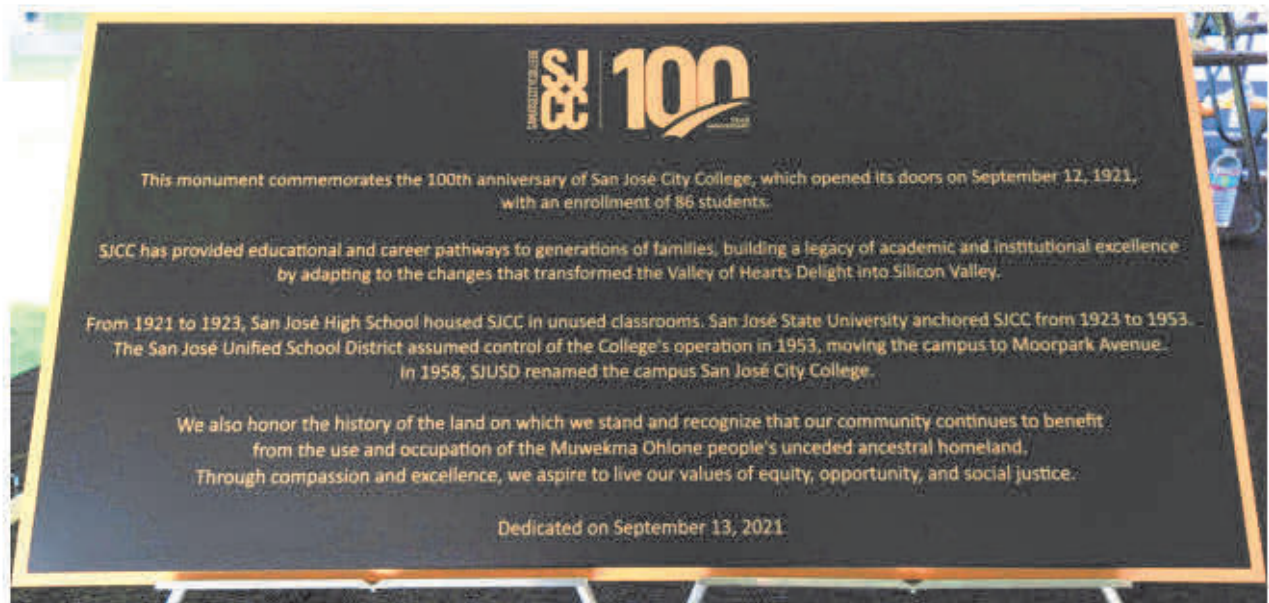 SAN JOSÉ CITY COLLEGE
SJ
CC
100
YEAR
ANNIVERSARY
This monument commemorates the 100th anniversary of San José City College, which opened its doors on September 12, 1921,
with an enrollment of 86 students.
SJCC has provided educational and career pathways to generations of families, building a legacy of academic and institutional excellence
by adapting to the changes that transformed the Valley of Hearts Delight into Silicon Valley.
From 1921 to 1923, San José High School housed SJCC in unused classrooms. San José State University anchored SJCC from 1923 to 1953.
The San José Unified School District assumed control of the College's operation in 1953, moving the campus to Moorpark Avenue.
In 1958, SJUSD renamed the campus San José City College.
We also honor the history of the land on which we stand and recognize that our community continues to benefit
from the use and occupation of the Muwekma Ohlone people's unceded ancestral homeland.
Through compassion and excellence, we aspire to live our values of equity, opportunity, and social justice.
Dedicated on September 13, 2021